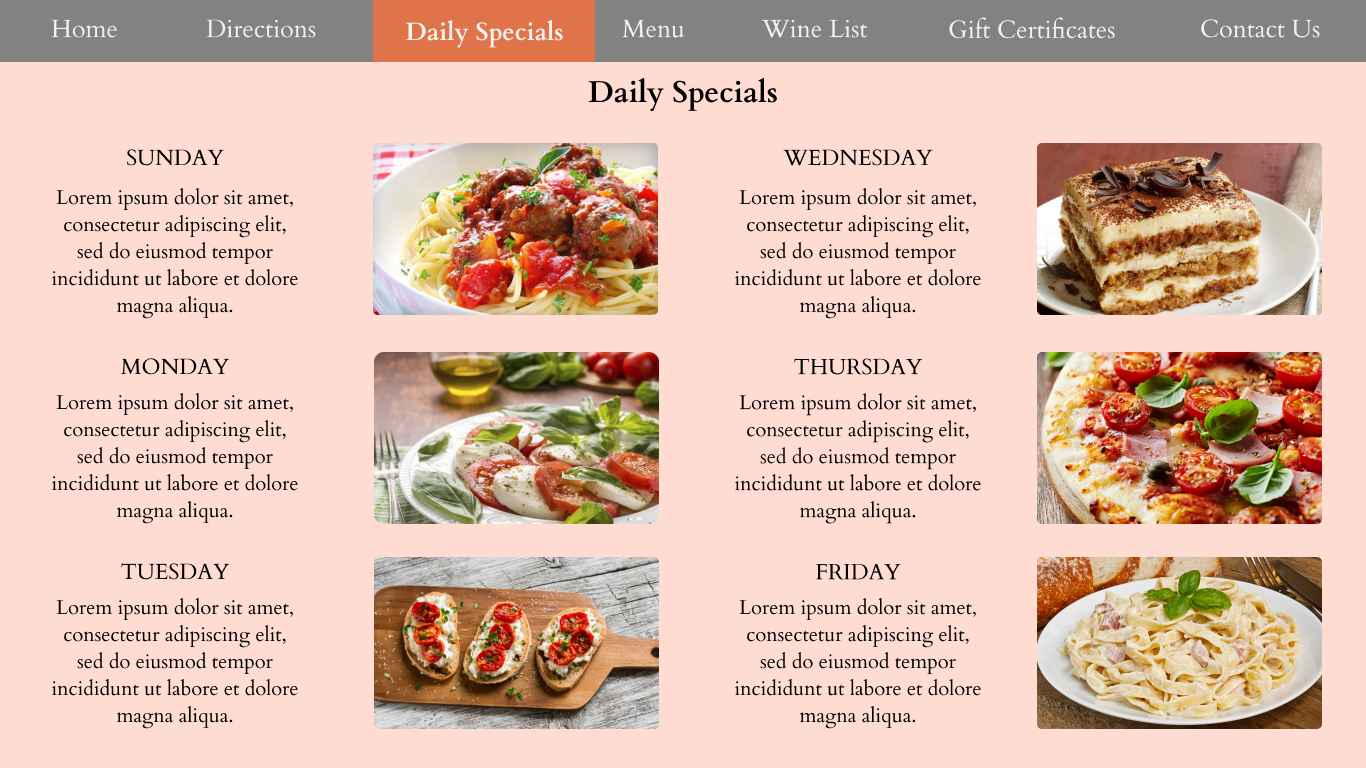 Home Directions Daily Specials Menu Wine List Gift Certificates Contact Us
Daily Specials
SUNDAY
Lorem ipsum dolor sit amet,
consectetur adipiscing elit,
sed do eiusmod tempor
incididunt ut labore et dolore
magna aliqua.
MONDAY
Lorem ipsum dolor sit amet,
consectetur adipiscing elit,
sed do eiusmod tempor
incididunt ut labore et dolore
magna aliqua.
TUESDAY
Lorem ipsum dolor sit amet,
consectetur adipiscing elit,
sed do eiusmod tempor
incididunt ut labore et dolore
magna aliqua.
WEDNESDAY
Lorem ipsum dolor sit amet,
consectetur adipiscing elit,
sed do eiusmod tempor
incididunt ut labore et dolore
magna aliqua.
THURSDAY
Lorem ipsum dolor sit amet,
consectetur adipiscing elit,
sed do eiusmod tempor
incididunt ut labore et dolore
magna aliqua.
FRIDAY
Lorem ipsum dolor sit amet,
consectetur adipiscing elit,
sed do eiusmod tempor
incididunt ut labore et dolore
magna aliqua.